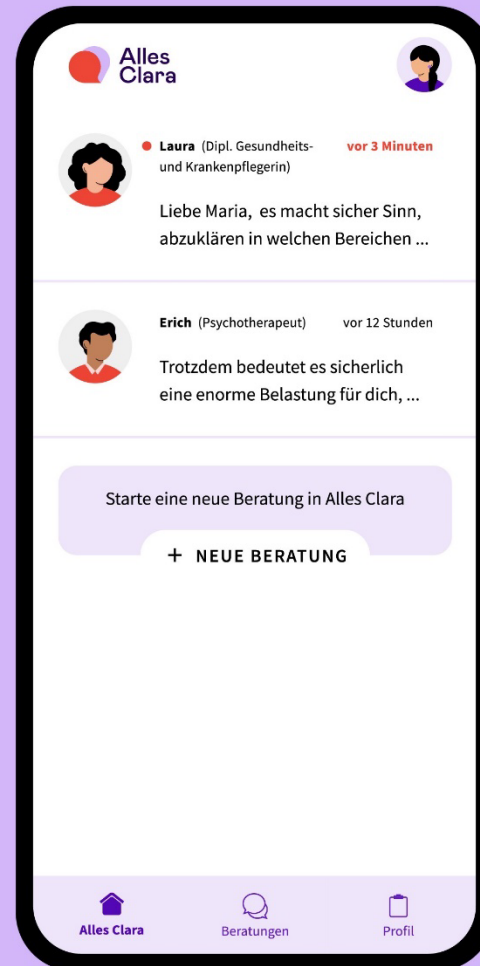 Alles
Clara
Laura (Dipl. Gesundheits- vor 3 Minuten
und Krankenpflegerin)
Liebe Maria, es macht sicher Sinn,
abzuklären in welchen Bereichen ...
Erich (Psychotherapeut) vor 12 Stunden
Trotzdem bedeutet es sicherlich
eine enorme Belastung für dich, ...
Starte eine neue Beratung in Alles Clara
+ NEUE BERATUNG
Alles Clara Beratungen Profil